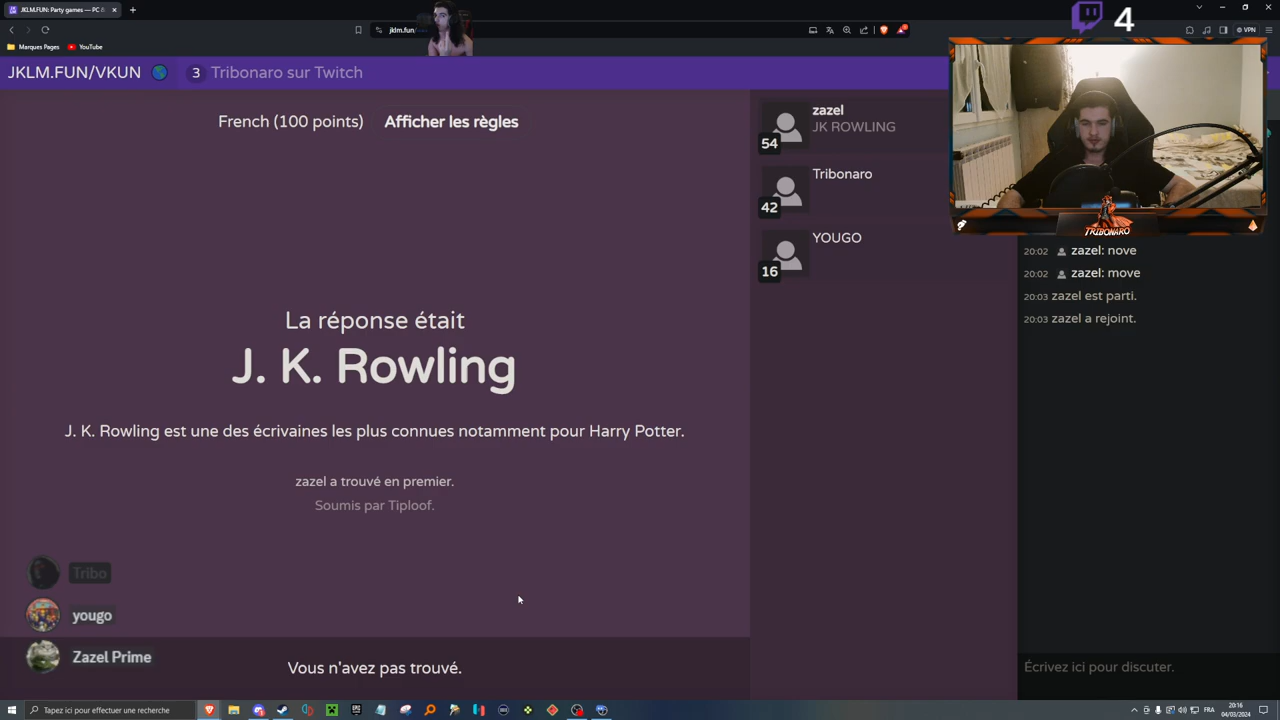 JKLM.FUN: Party games — PC &
4
jklm.fun/
VPN
Marques Pages
YouTube
JKLM.FUN/VKUN
3
Tribonaro sur Twitch
French (100 points)
Afficher les règles
zazel
JK ROWLING
54
Tribonaro
42
YOUGO
16
TRIBONARO
20:02 zazel: nove
20:02 zazel: move
20:03 zazel est parti.
20:03 zazel a rejoint.
La réponse était
J. K. Rowling
J. K. Rowling est une des écrivaines les plus connues notamment pour Harry Potter.
zazel a trouvé en premier.
Soumis par Tiploof.
Tribo
yougo
Zazel Prime
Vous n'avez pas trouvé.
Écrivez ici pour discuter.
Tapez ici pour effectuer une recherche
FRA
20:16
04/03/2024